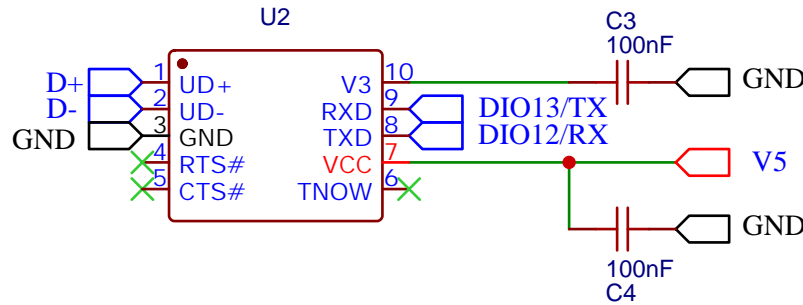 U2
C3
100nF
D+ 1 UD+ V3 10 GND
D- 2 UD- RXD 9 DIO13/TX
GND 3 GND TXD 8 DIO12/RX
4 RTS# VCC 7 V5
5 CTS# TNOW 6
GND
100nF
C4